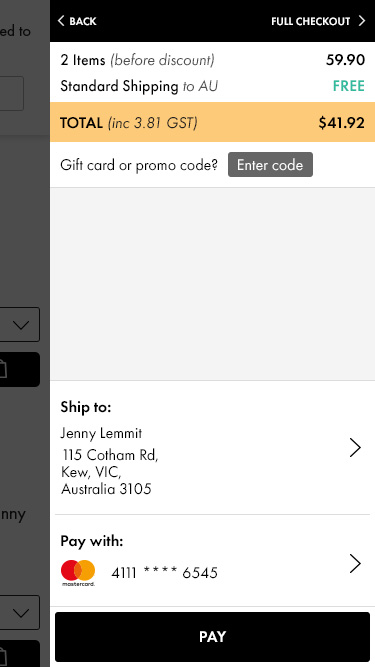 BACK
FULL CHECKOUT
ed to
2 Items (before discount) 59.90
Standard Shipping to AU FREE
TOTAL (inc 3.81 GST) $41.92
Gift card or promo code? Enter code
Ship to:
Jenny Lemmit
115 Cotham Rd,
Kew, VIC,
Australia 3105
nny
Pay with:
mastercard.
4111 **** 6545
PAY